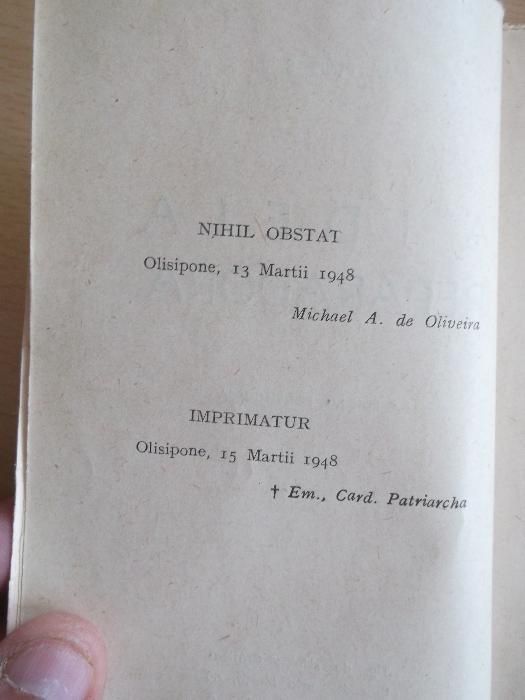 NIHIL OBSTAT
Olisipone, 13 Martii 1948
Michael A. de Oliveira
IMPRIMATUR
Olisipone, 15 Martii 1948
† Em., Card. Patriarcha